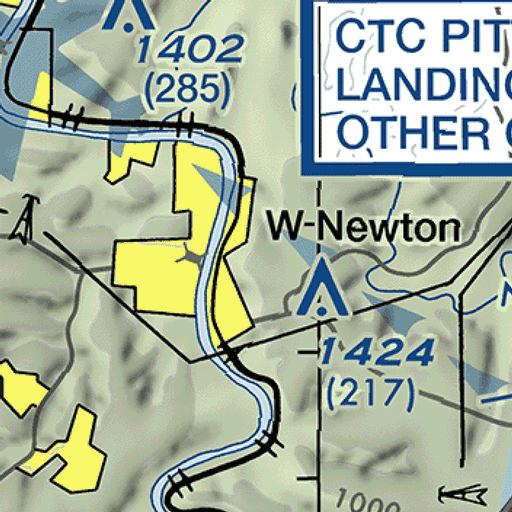 1402
(285)
CTC PIT
LANDING
OTHER
W-Newton
1424
(217)
1000